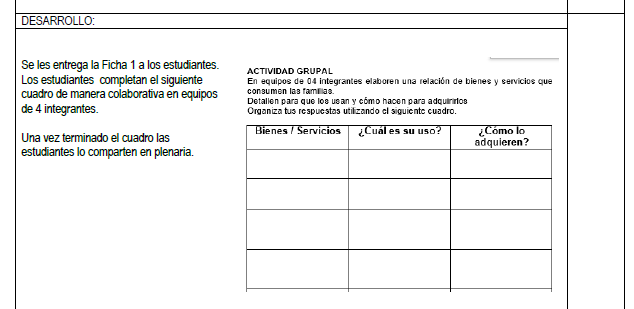 DESARROLLO:
Se les entrega la Ficha 1 a los estudiantes.
Los estudiantes completan el siguiente
cuadro de manera colaborativa en equipos
de 4 integrantes.
Una vez terminado el cuadro las
estudiantes lo comparten en plenaria.
ACTIVIDAD GRUPAL
En equipos de 04 integrantes elaboren una relación de bienes y servicios que
consumen las familias.
Detallen para que los usan y cómo hacen para adquirirlos
Organiza tus respuestas utilizando el siguiente cuadro.
Bienes / Servicios ¿Cuál es su uso? ¿Cómo lo
adquieren?